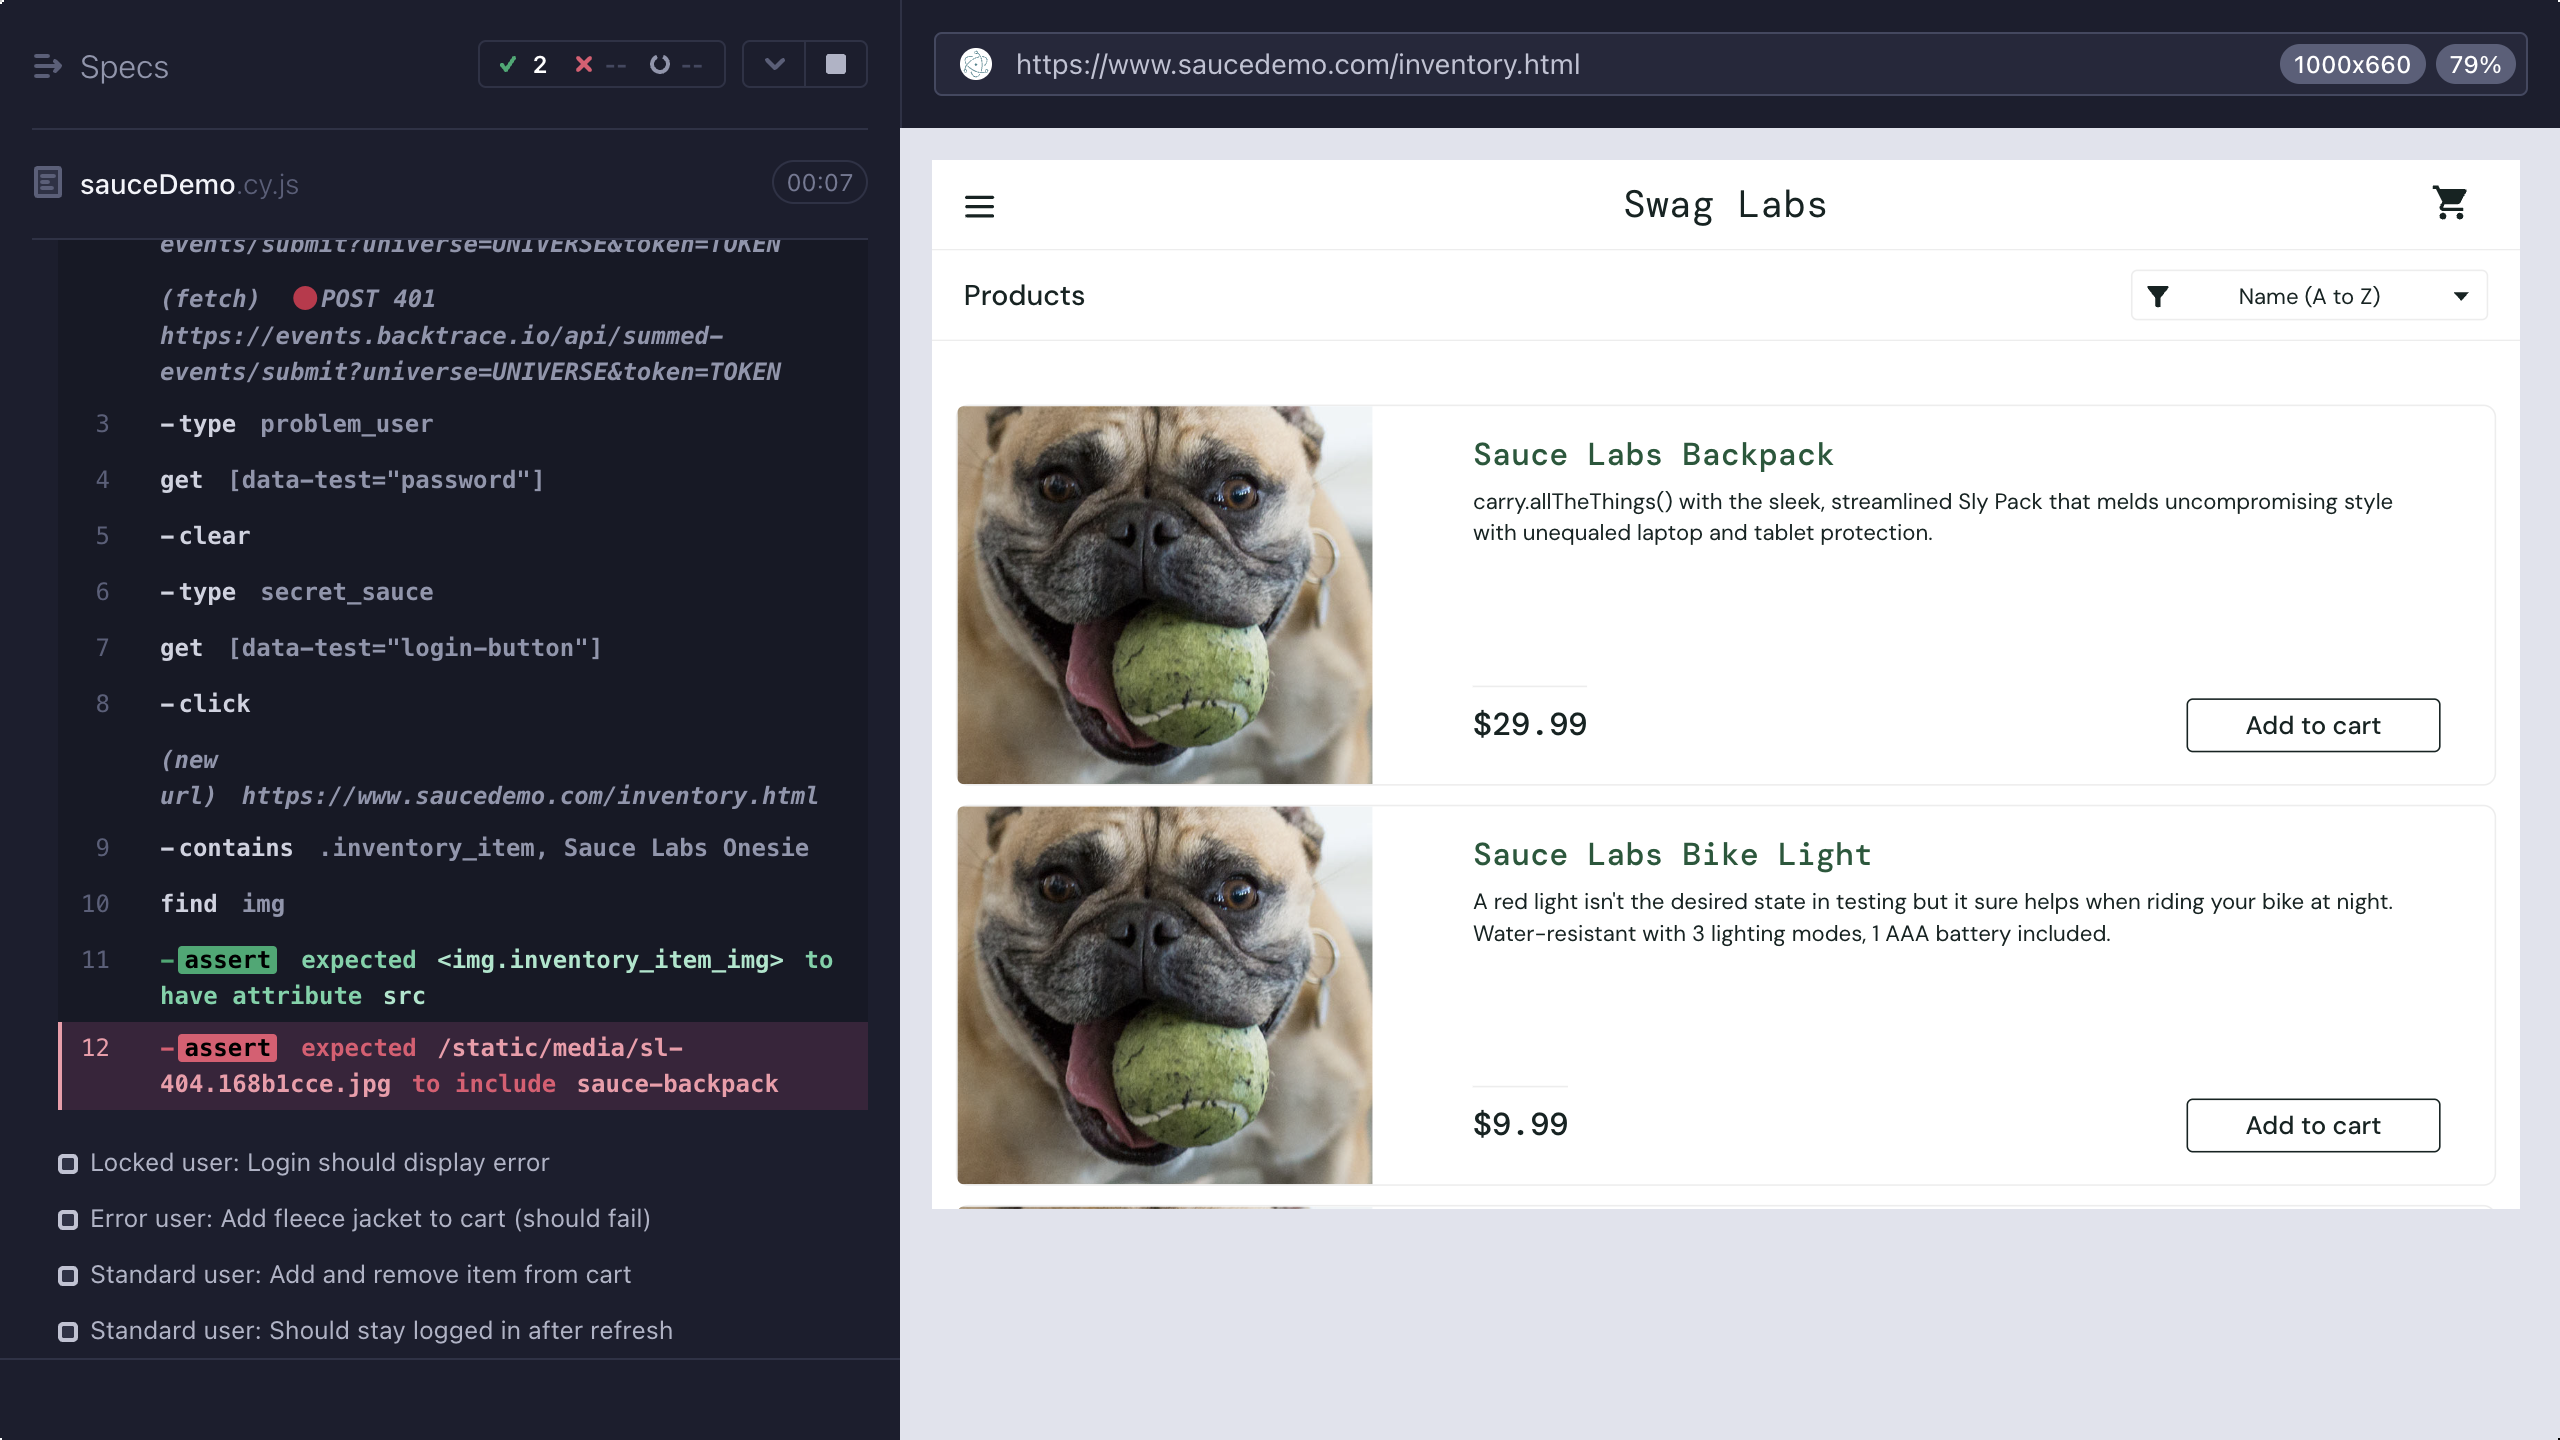 Specs
2 -- --
sauceDemo.cy.js 00:07
events/submit?universe=UNIVERSE&token=TOKEN
(fetch) POST 401
https://events.backtrace.io/api/summed-
events/submit?universe=UNIVERSE&token=TOKEN
3 -type problem_user
4 get [data-test="password"]
5 -clear
6 -type secret_sauce
7 get [data-test="login-button"]
8 -click
(new
url) https://www.saucedemo.com/inventory.html
9 -contains .inventory_item, Sauce Labs Onesie
10 find img
11 -assert expected <img.inventory_item_img> to
have attribute src
12 -assert expected /static/media/sl-
404.168b1cce.jpg to include sauce-backpack
Locked user: Login should display error
Error user: Add fleece jacket to cart (should fail)
Standard user: Add and remove item from cart
Standard user: Should stay logged in after refresh
https://www.saucedemo.com/inventory.html 1000x660 79%
Swag Labs
Products Name (A to Z)
Sauce Labs Backpack
carry.allTheThings() with the sleek, streamlined Sly Pack that melds uncompromising style
with unequaled laptop and tablet protection.
$29.99 Add to cart
Sauce Labs Bike Light
A red light isn't the desired state in testing but it sure helps when riding your bike at night.
Water-resistant with 3 lighting modes, 1 AAA battery included.
$9.99 Add to cart